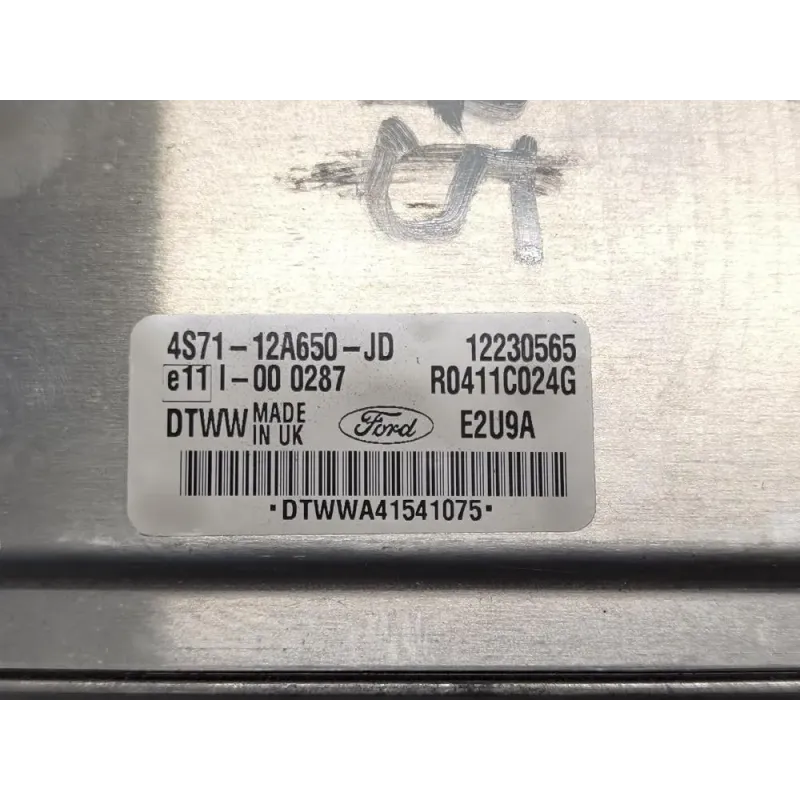 4S71-12A650-JD 12230565
e11 I-00 0287 R0411C024G
DTWW MADE IN UK Ford E2U9A
·DTWWA41541075·